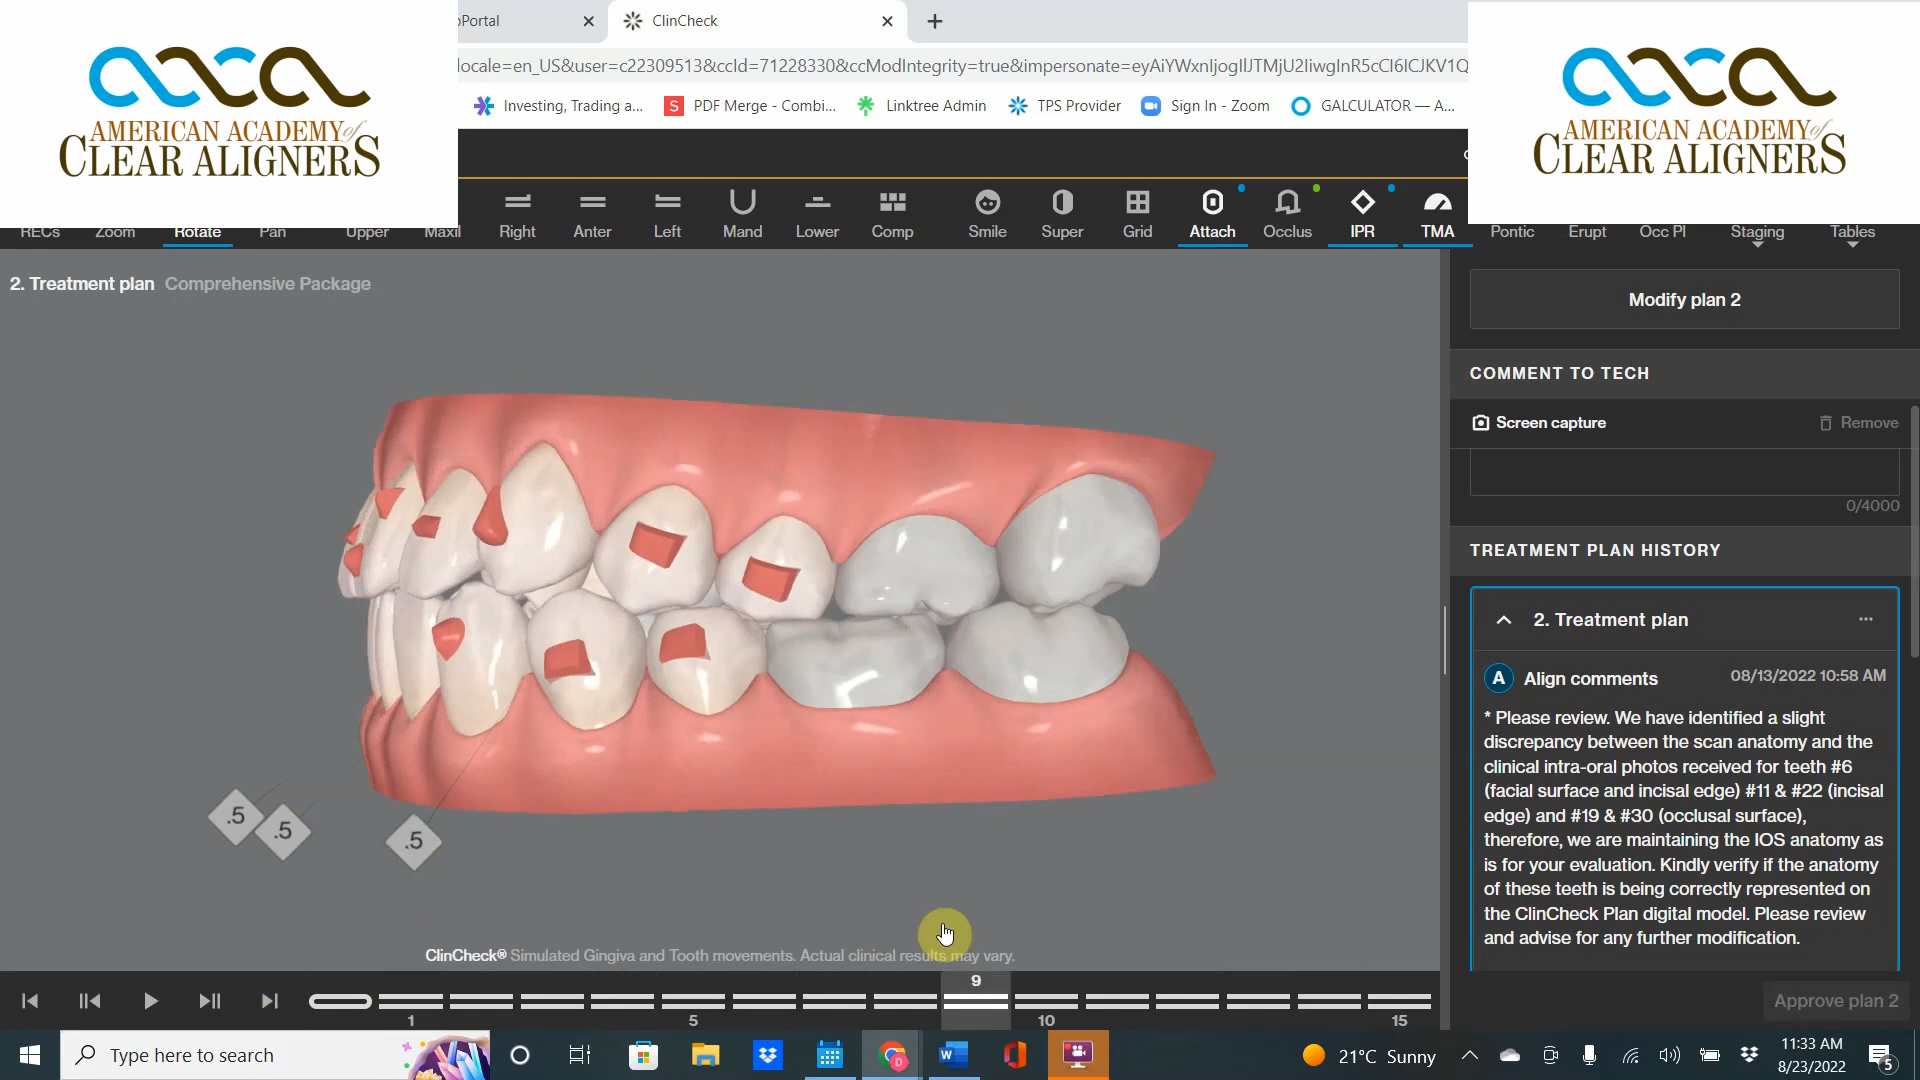 AMERICAN ACADEMY of
CLEAR ALIGNERS
Portal
ClinCheck
locale=en_US&user=c22309513&ccId=71228330&ccModIntegrity=true&impersonate=
Investing, Trading a...
PDF Merge - Combi...
Linktree Admin
TPS Provider
Sign In - Zoom
GALCULATOR — A...
AMERICAN ACADEMY of
CLEAR ALIGNERS
RECs Zoom Rotate Pan Upper Maxil Right Anter Left Mand Lower Comp Smile Super Grid Attach Occlus IPR TMA Pontic Erupt Occ Pl Staging Tables
2. Treatment plan Comprehensive Package
.5
.5
.5
ClinCheck® Simulated Gingiva and Tooth movements. Actual clinical results may vary.
9
1 5 10 15
Modify plan 2
COMMENT TO TECH
Screen capture Remove
0/4000
TREATMENT PLAN HISTORY
2. Treatment plan ...
A Align comments 08/13/2022 10:58 AM
* Please review. We have identified a slight
discrepancy between the scan anatomy and the
clinical intra-oral photos received for teeth #6
(facial surface and incisal edge) #11 & #22 (incisal
edge) and #19 & #30 (occlusal surface),
therefore, we are maintaining the IOS anatomy as
is for your evaluation. Kindly verify if the anatomy
of these teeth is being correctly represented on
the ClinCheck Plan digital model. Please review
and advise for any further modification.
Approve plan 2
Type here to search
21°C Sunny
11:33 AM
8/23/2022
5